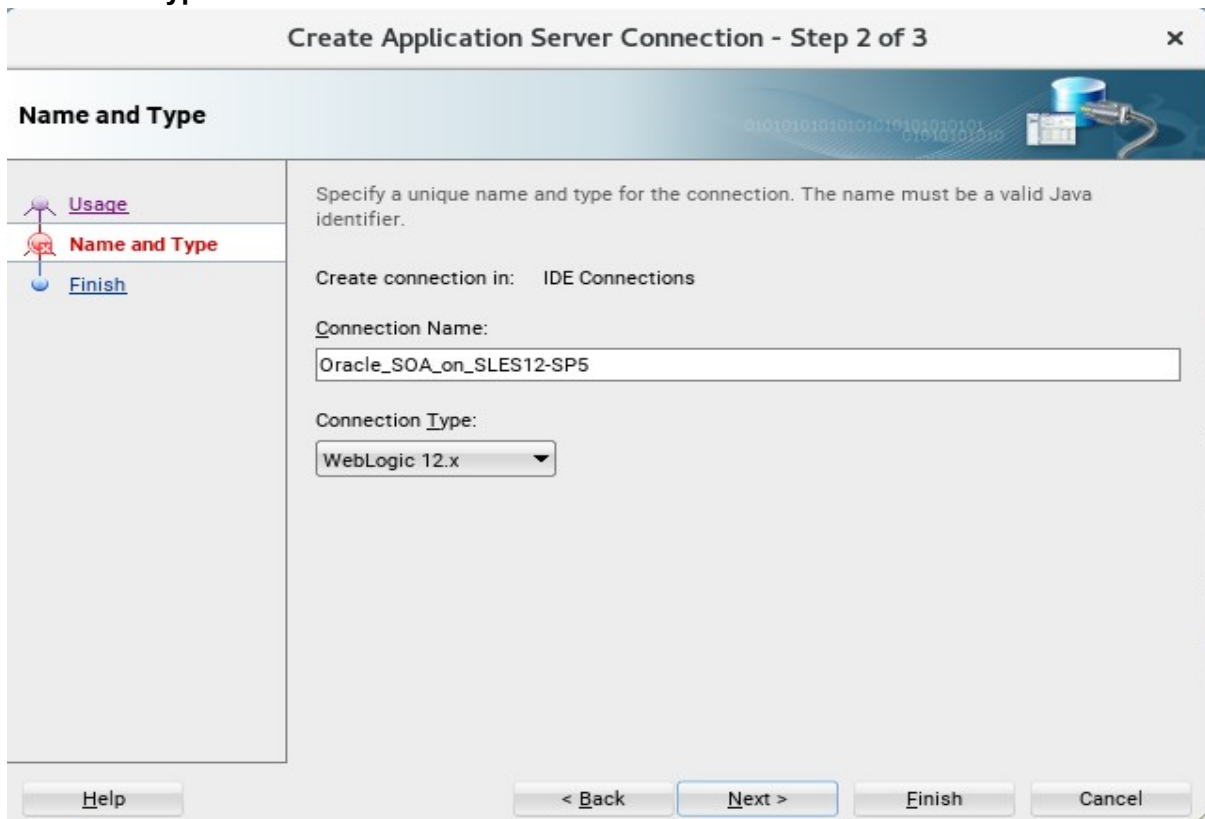 Create Application Server Connection - Step 2 of 3
Name and Type
Usage
Name and Type
Finish
Specify a unique name and type for the connection. The name must be a valid Java
identifier.
Create connection in: IDE Connections
Connection Name:
Oracle_SOA_on_SLES12-SP5
Connection Type:
WebLogic 12.x
Help
< Back
Next >
Finish
Cancel